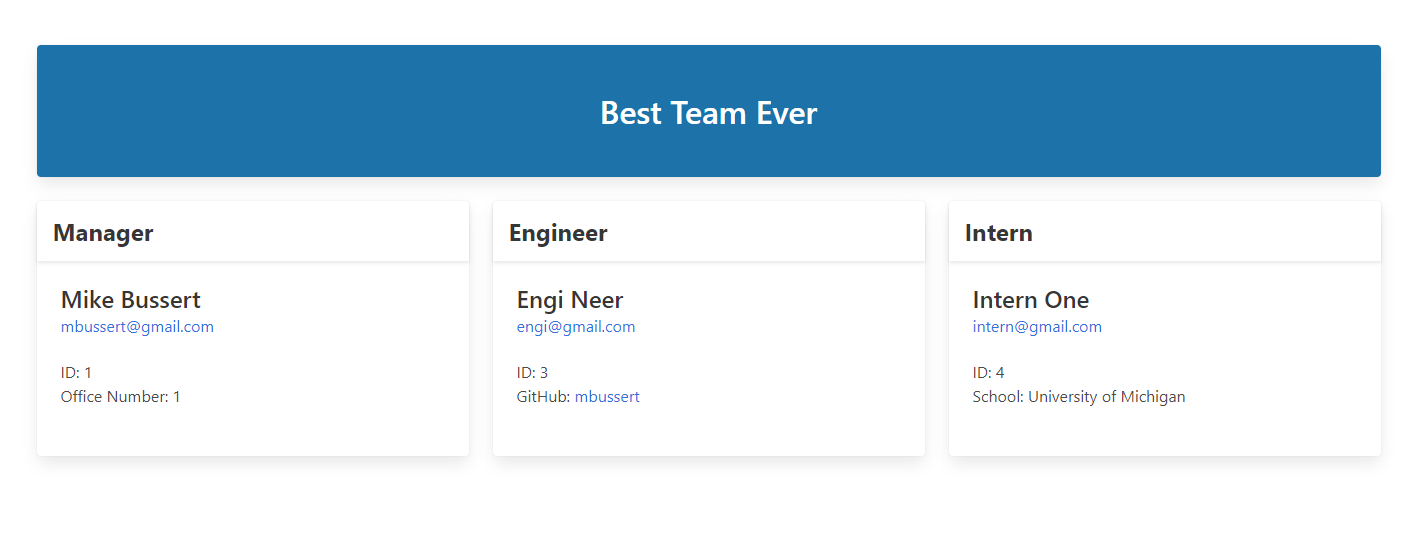 Best Team Ever
Manager
Mike Bussert
mbussert@gmail.com
ID: 1
Office Number: 1
Engineer
Engi Neer
engi@gmail.com
ID: 3
GitHub: mbussert
Intern
Intern One
intern@gmail.com
ID: 4
School: University of Michigan